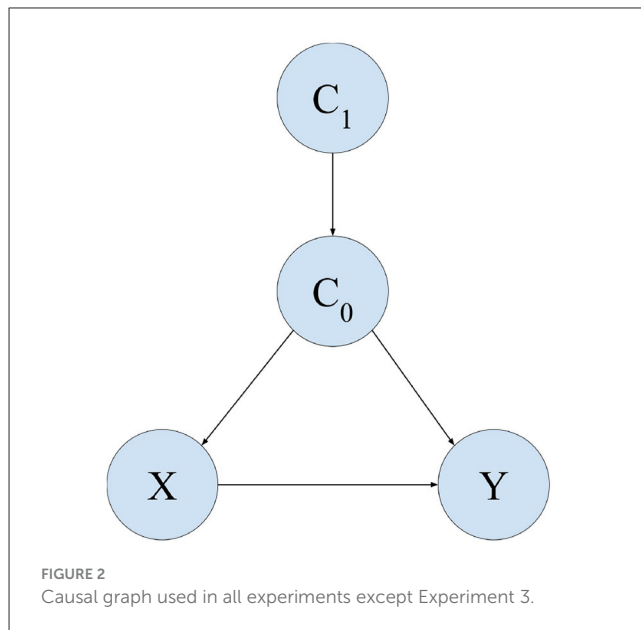 C₁
C₀
X Y
FIGURE 2
Causal graph used in all experiments except Experiment 3.